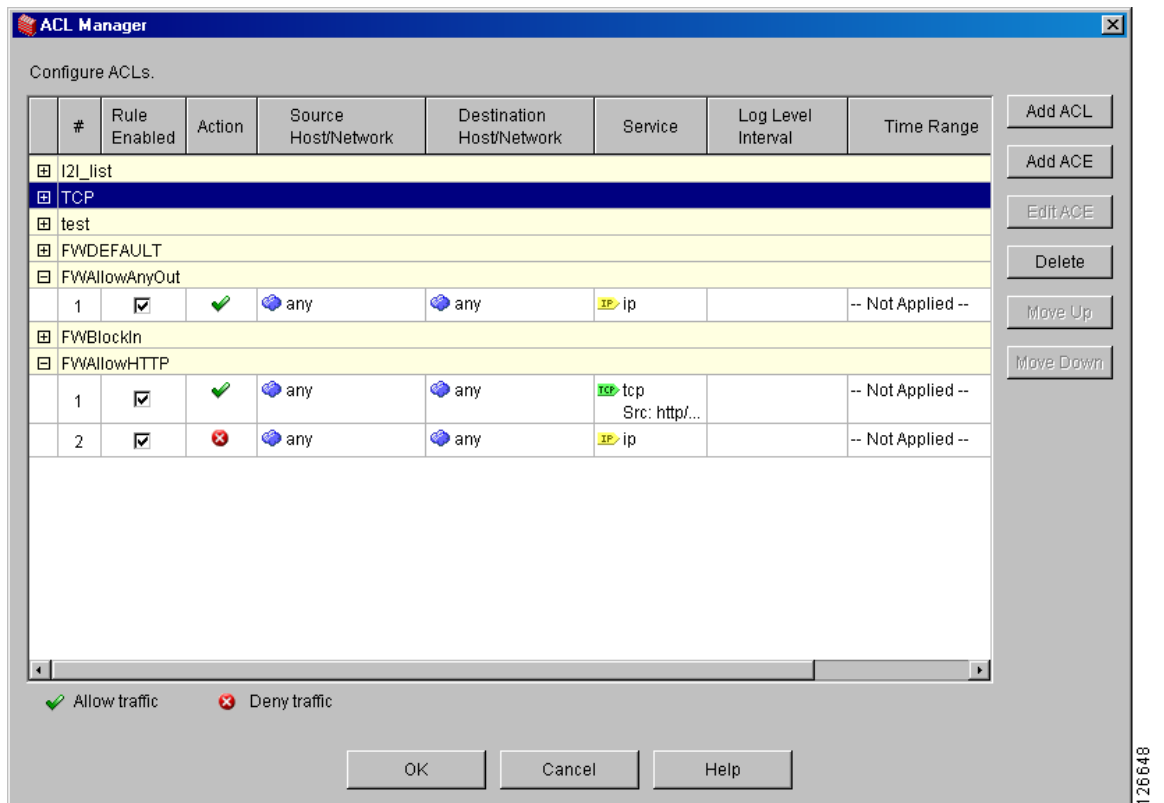 ACL Manager
Configure ACLs.
# Rule Enabled Action Source Host/Network Destination Host/Network Service Log Level Interval Time Range
l2l_list
TCP
test
FWDEFAULT
FWAllowAnyOut
1 any any IP ip -- Not Applied --
FWBlockIn
FWAllowHTTP
1 any any TCP tcp -- Not Applied --
Src: http/...
2 any any IP ip -- Not Applied --
Allow traffic Deny traffic
Add ACL
Add ACE
Edit ACE
Delete
Move Up
Move Down
OK Cancel Help
126648